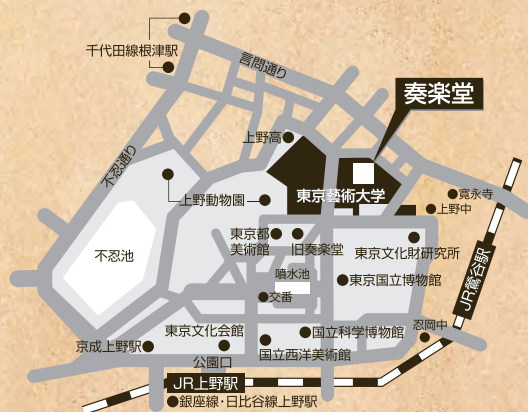 千代田線根津駅
言問通り
奏楽堂
上野高
不忍通り
東京藝術大学
上野動物園
寛永寺
上野中
東京都
美術館
旧奏楽堂
東京文化財研究所
不忍池
噴水池
東京国立博物館
JR鶯谷駅
交番
東京文化会館
国立科学博物館
忍岡中
京成上野駅
公園口
国立西洋美術館
JR上野駅
銀座線・日比谷線上野駅